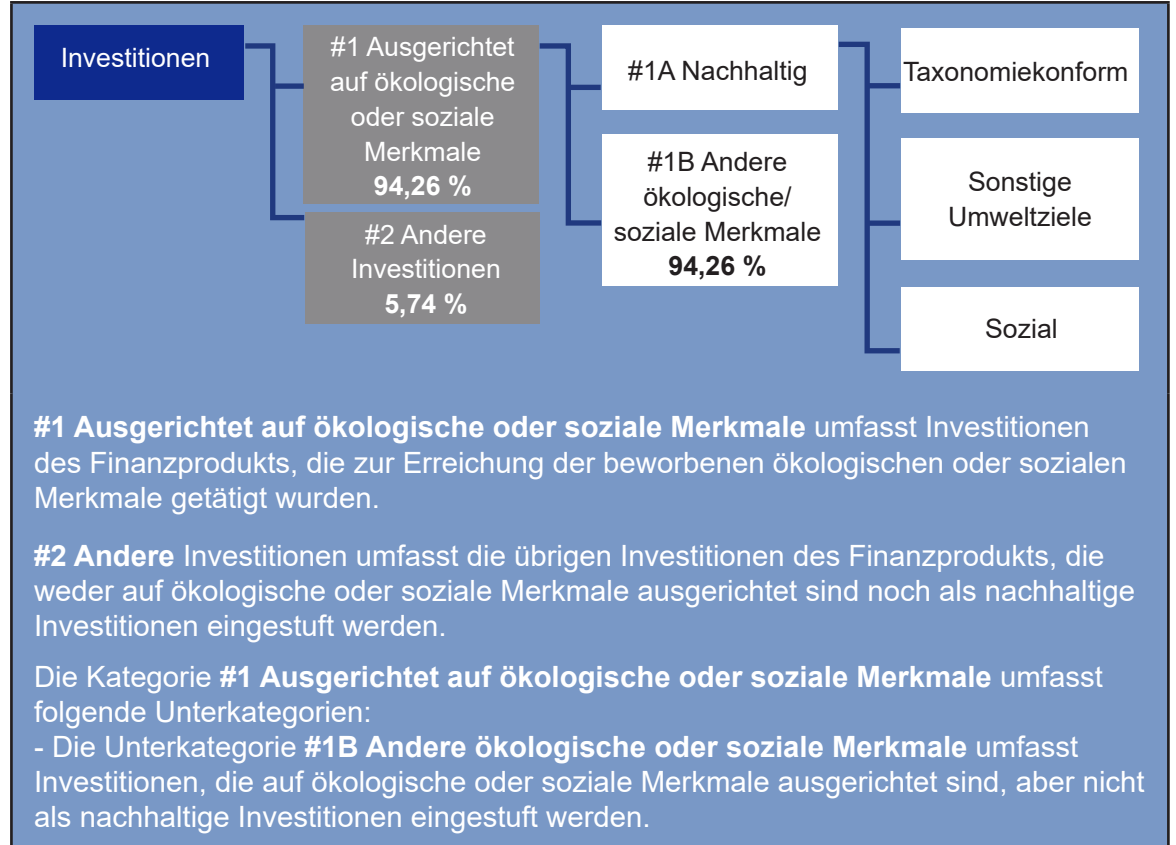 Investitionen
#1 Ausgerichtet
auf ökologische
oder soziale
Merkmale
94,26 %
#2 Andere
Investitionen
5,74 %
#1A Nachhaltig
#1B Andere
ökologische/
soziale Merkmale
94,26 %
Taxonomiekonform
Sonstige
Umweltziele
Sozial
#1 Ausgerichtet auf ökologische oder soziale Merkmale umfasst Investitionen
des Finanzprodukts, die zur Erreichung der beworbenen ökologischen oder sozialen
Merkmale getätigt wurden.
#2 Andere Investitionen umfasst die übrigen Investitionen des Finanzprodukts, die
weder auf ökologische oder soziale Merkmale ausgerichtet sind noch als nachhaltige
Investitionen eingestuft werden.
Die Kategorie #1 Ausgerichtet auf ökologische oder soziale Merkmale umfasst
folgende Unterkategorien:
- Die Unterkategorie #1B Andere ökologische oder soziale Merkmale umfasst
Investitionen, die auf ökologische oder soziale Merkmale ausgerichtet sind, aber nicht
als nachhaltige Investitionen eingestuft werden.